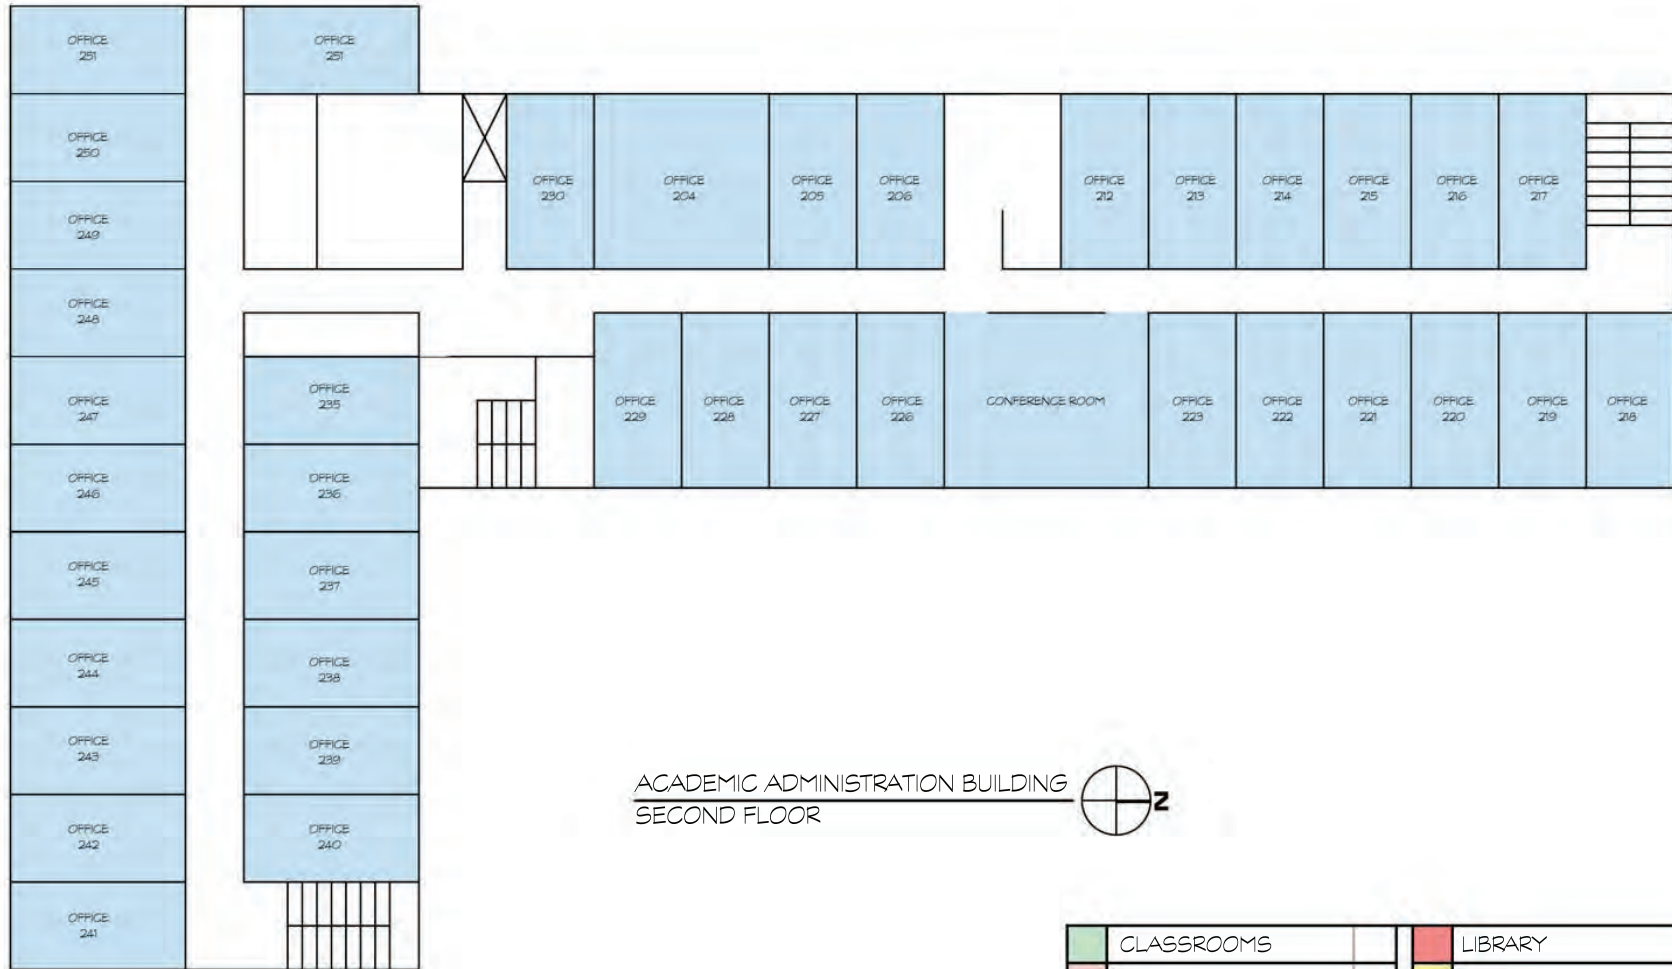 OFFICE
251
OFFICE
251
OFFICE
250
OFFICE
249
OFFICE
248
OFFICE
247
OFFICE
246
OFFICE
245
OFFICE
244
OFFICE
243
OFFICE
242
OFFICE
241
OFFICE
235
OFFICE
236
OFFICE
237
OFFICE
238
OFFICE
239
OFFICE
240
OFFICE
230
OFFICE
204
OFFICE
205
OFFICE
206
OFFICE
212
OFFICE
213
OFFICE
214
OFFICE
215
OFFICE
216
OFFICE
217
OFFICE
229
OFFICE
228
OFFICE
227
OFFICE
226
CONFERENCE ROOM
OFFICE
223
OFFICE
222
OFFICE
221
OFFICE
220
OFFICE
219
OFFICE
218
ACADEMIC ADMINISTRATION BUILDING
SECOND FLOOR
N
CLASSROOMS
LIBRARY